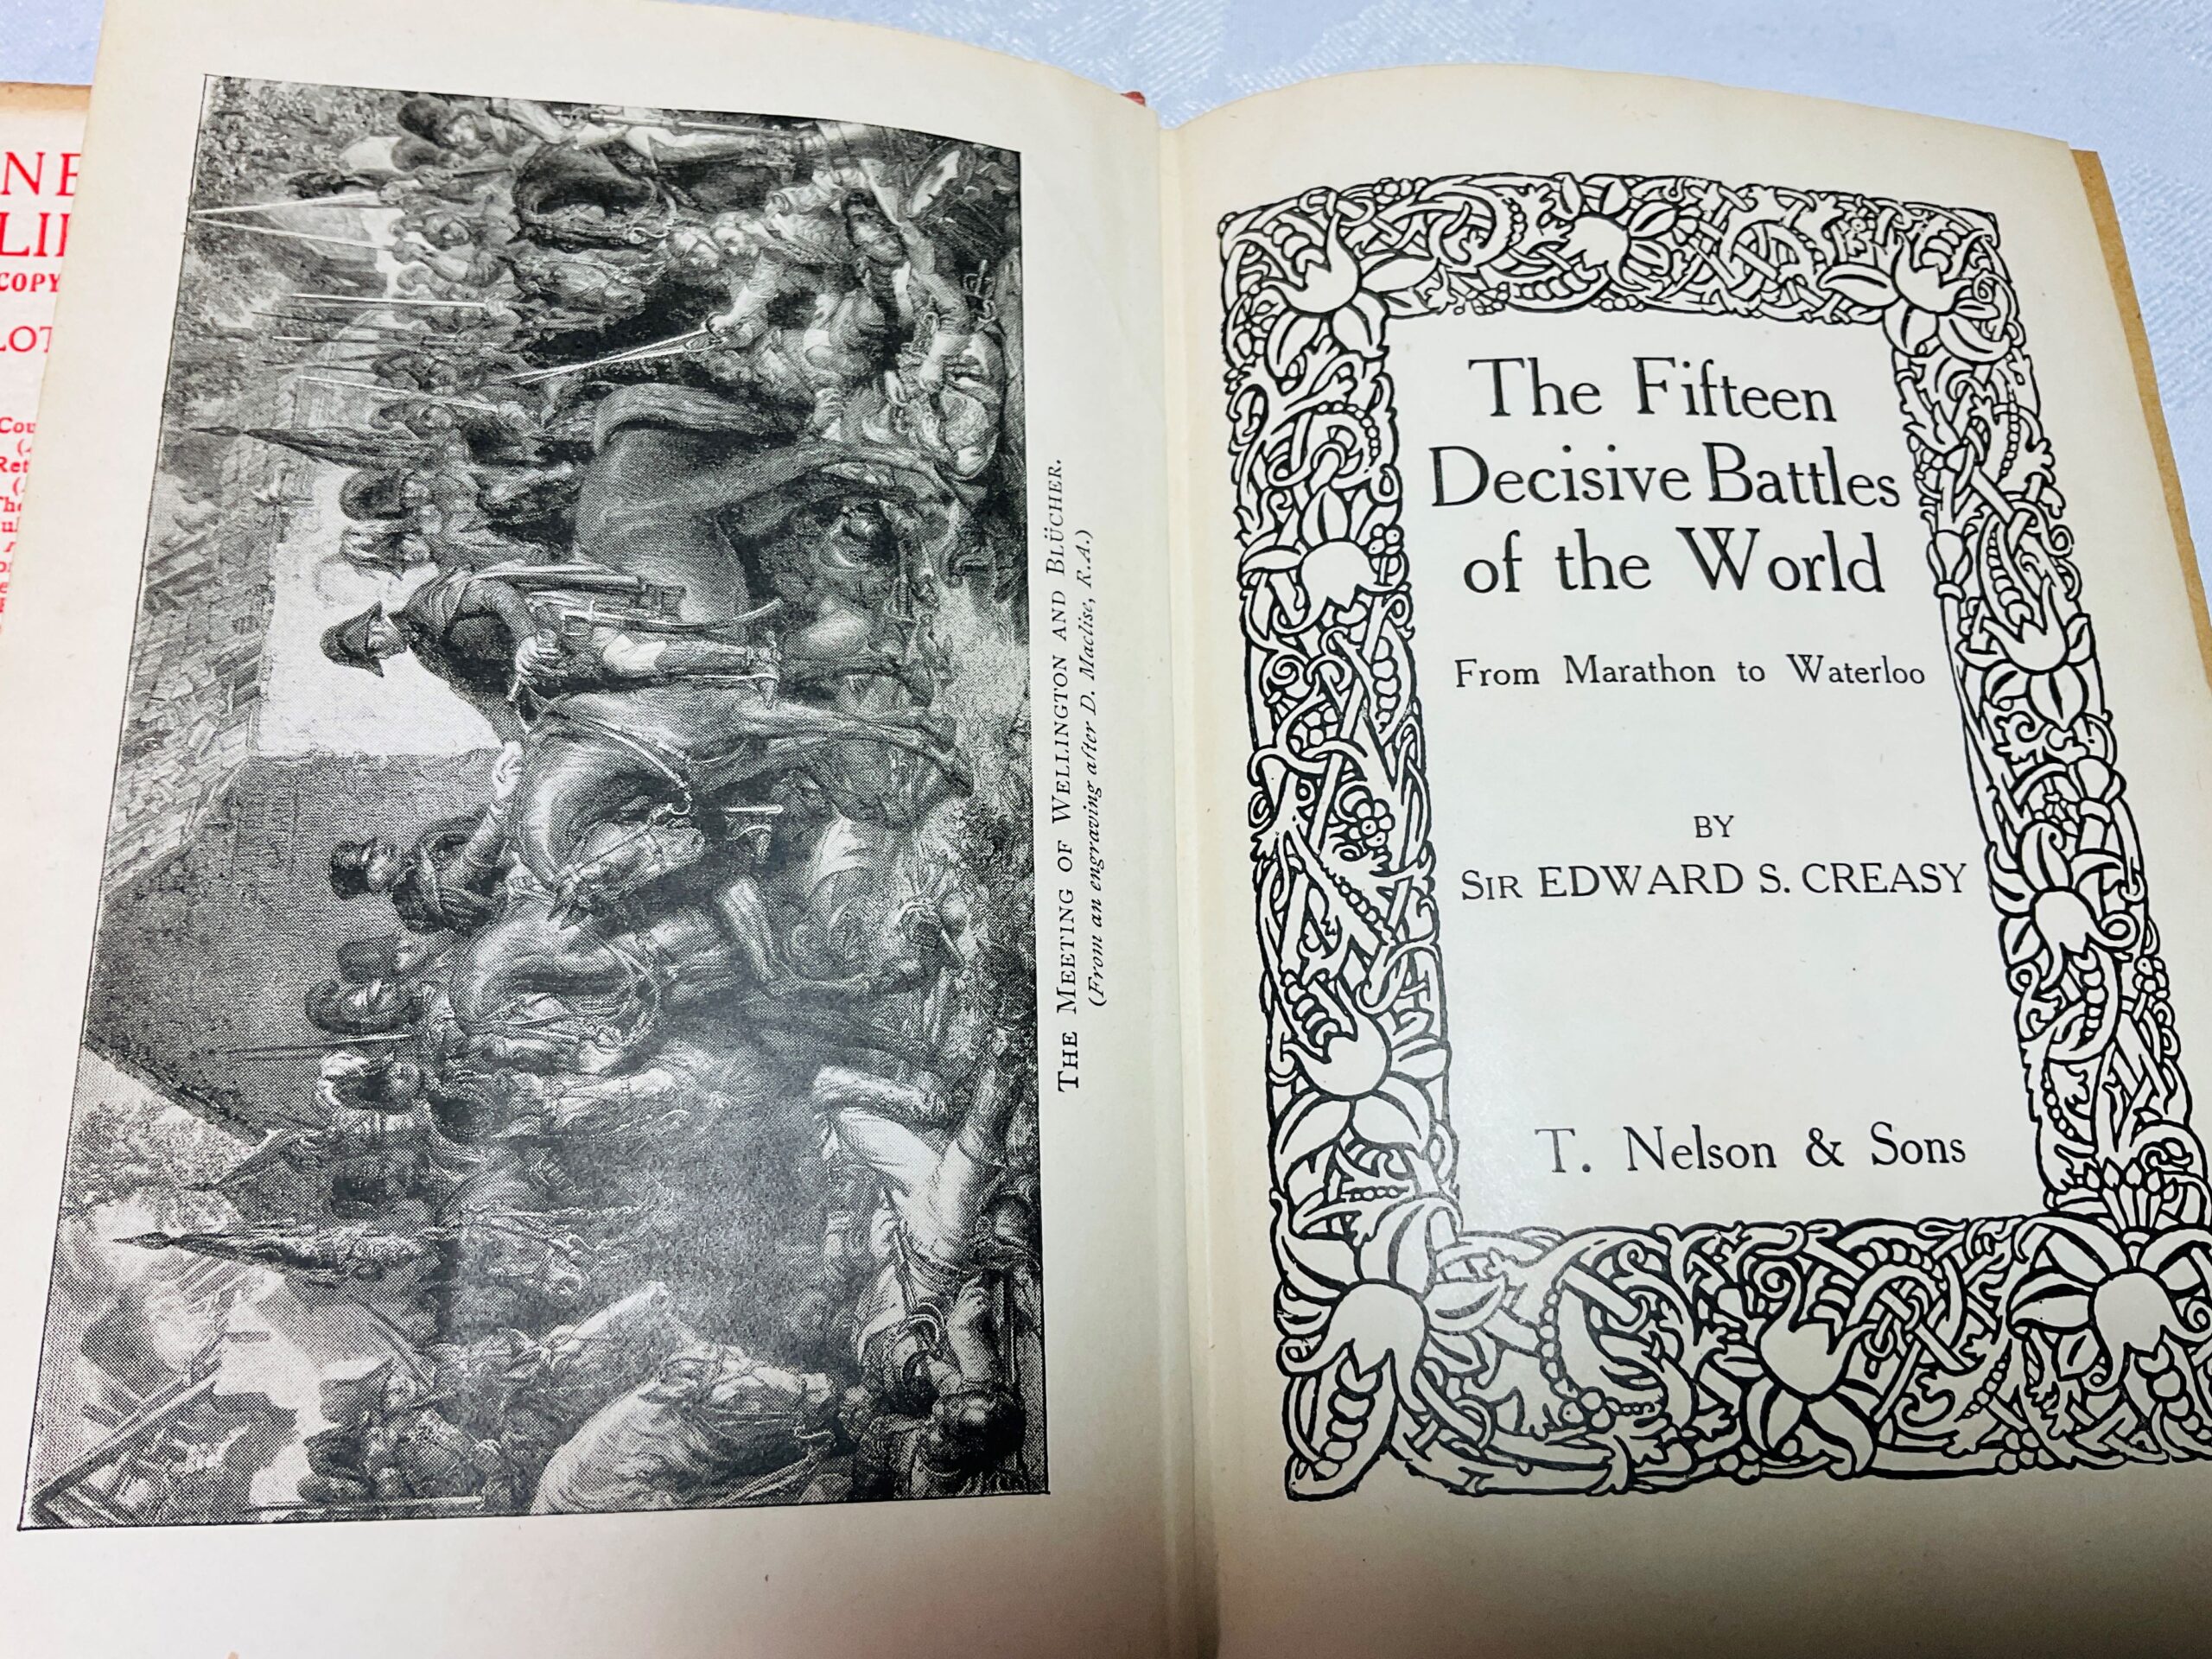 COPY
THE MEETING OF WELLINGTON AND BLÜCHER.
(From an engraving after D. Maclise, R.A.)
The Fifteen
Decisive Battles
of the World
From Marathon to Waterloo
BY
SIR EDWARD S. CREASY
T. Nelson & Sons